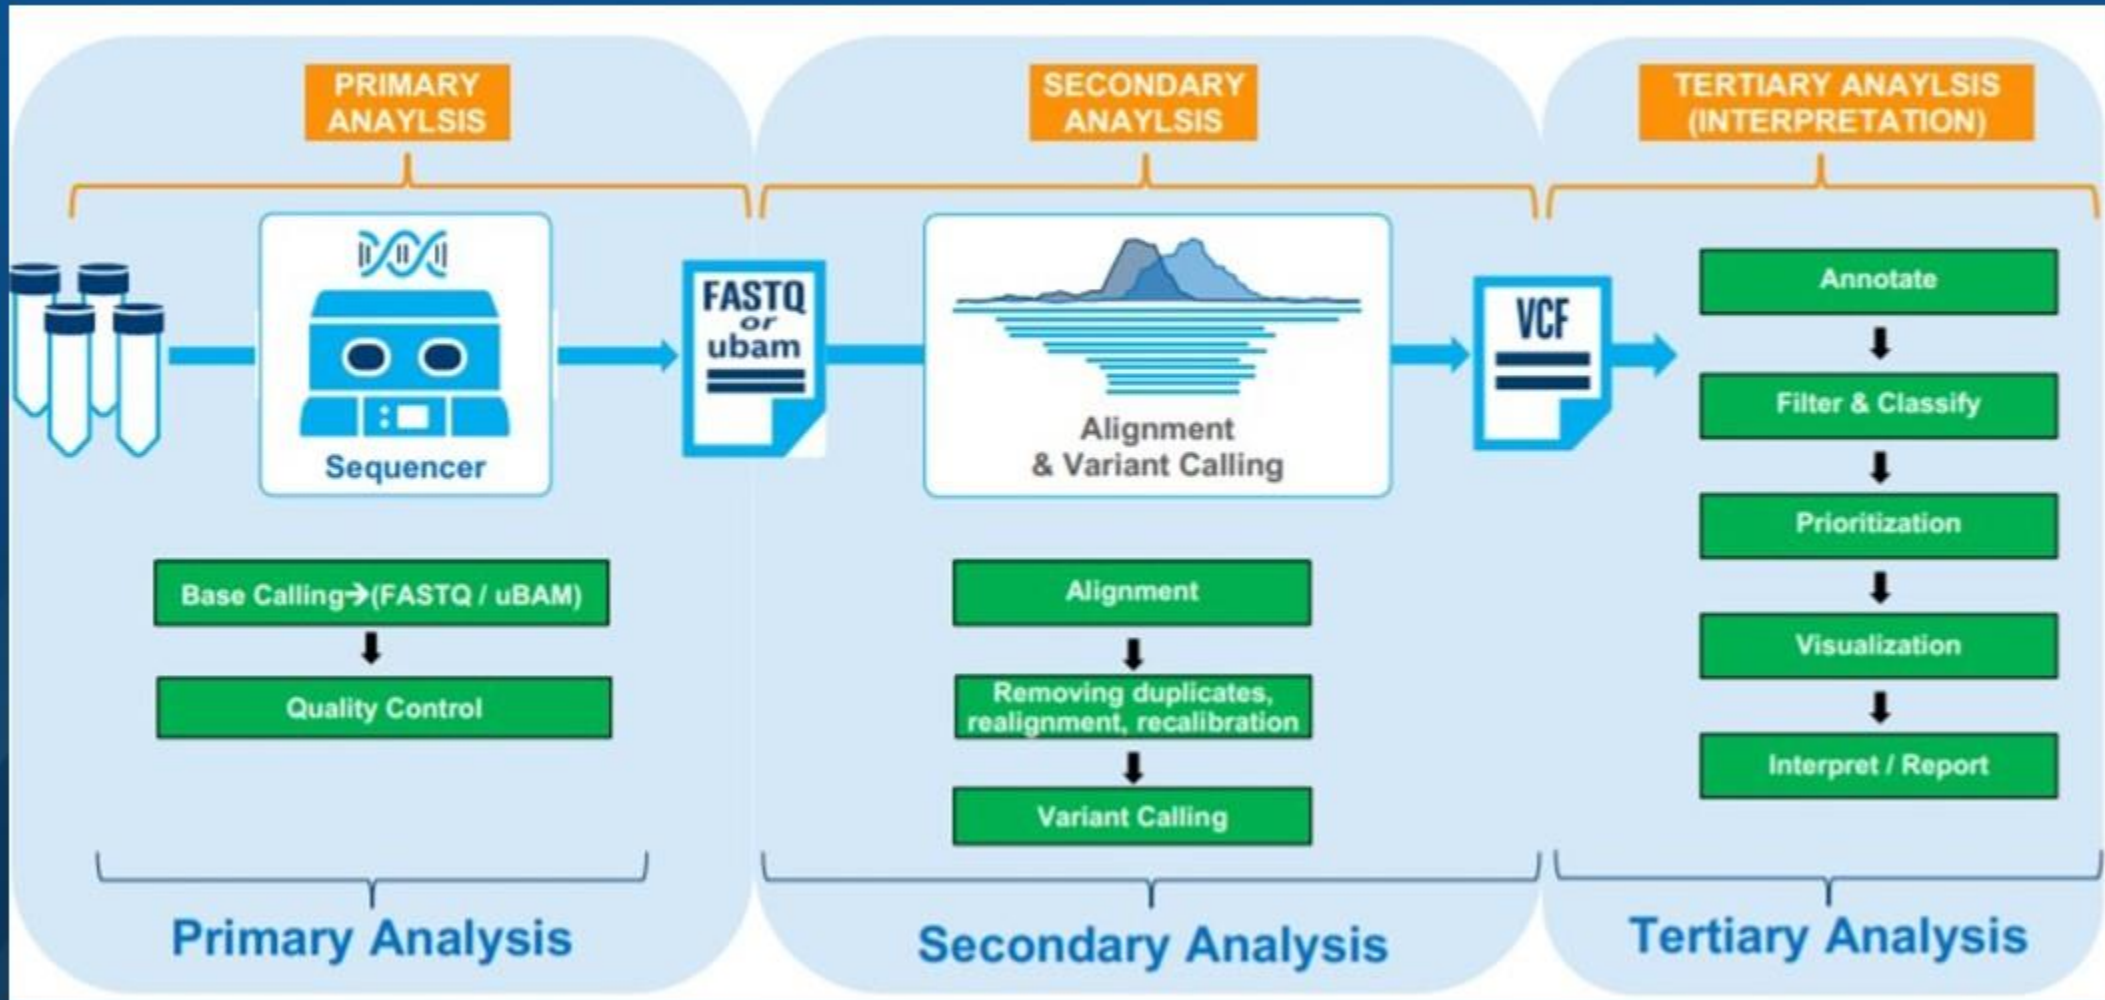 PRIMARY
ANAYLSIS
SECONDARY
ANAYLSIS
TERTIARY ANAYLSIS
(INTERPRETATION)
Sequencer
FASTQ
or
ubam
Alignment
& Variant Calling
VCF
Base Calling→(FASTQ / uBAM)
Quality Control
Alignment
Removing duplicates,
realignment, recalibration
Variant Calling
Annotate
Filter & Classify
Prioritization
Visualization
Interpret / Report
Primary Analysis
Secondary Analysis
Tertiary Analysis